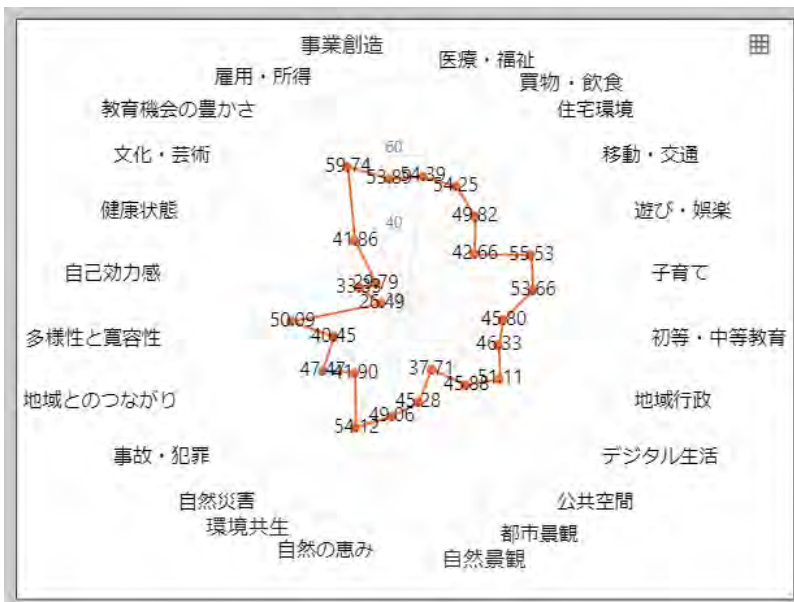 事業創造
医療・福祉
雇用・所得
買物・飲食
教育機会の豊かさ
住宅環境
文化・芸術
移動・交通
健康状態
遊び・娯楽
自己効力感
子育て
多様性と寛容性
初等・中等教育
地域とのつながり
地域行政
事故・犯罪
デジタル生活
自然災害
公共空間
環境共生
都市景観
自然の恵み
自然景観
60
40
59.74
54.39
54.25
49.82
41.86
42.66
55.53
53.66
26.49
50.09
45.80
40.45
46.33
41.90
37.71
45.88
51.11
45.28
49.06
54.12